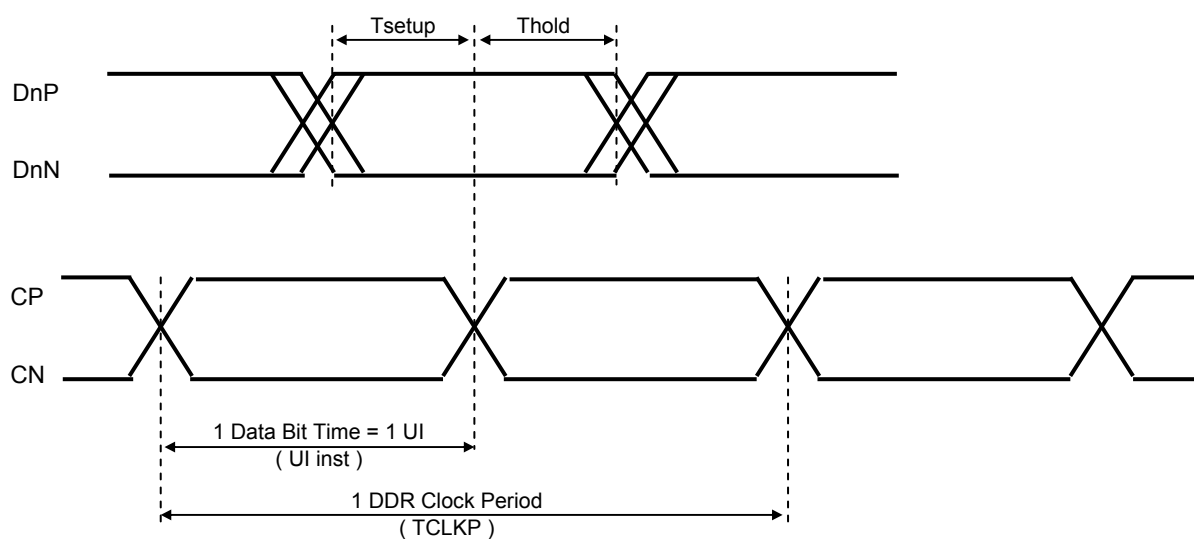 Tsetup
Thold
DnP
DnN
CP
CN
1 Data Bit Time = 1 UI
( UI inst )
1 DDR Clock Period
( TCLKP )